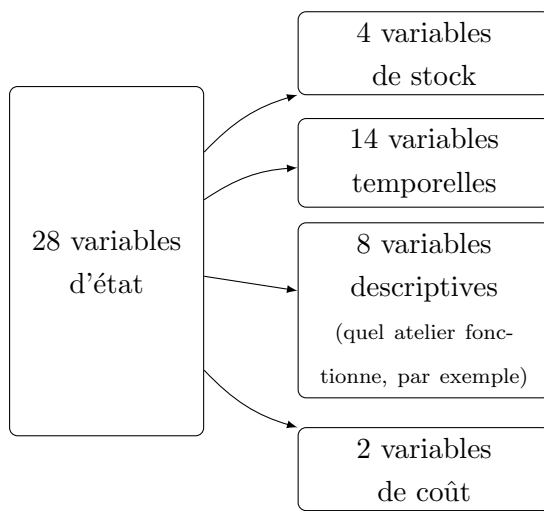 28 variables
d'état
4 variables
de stock
14 variables
temporelles
8 variables
descriptives
(quel atelier fonc-
tionne, par exemple)
2 variables
de coût